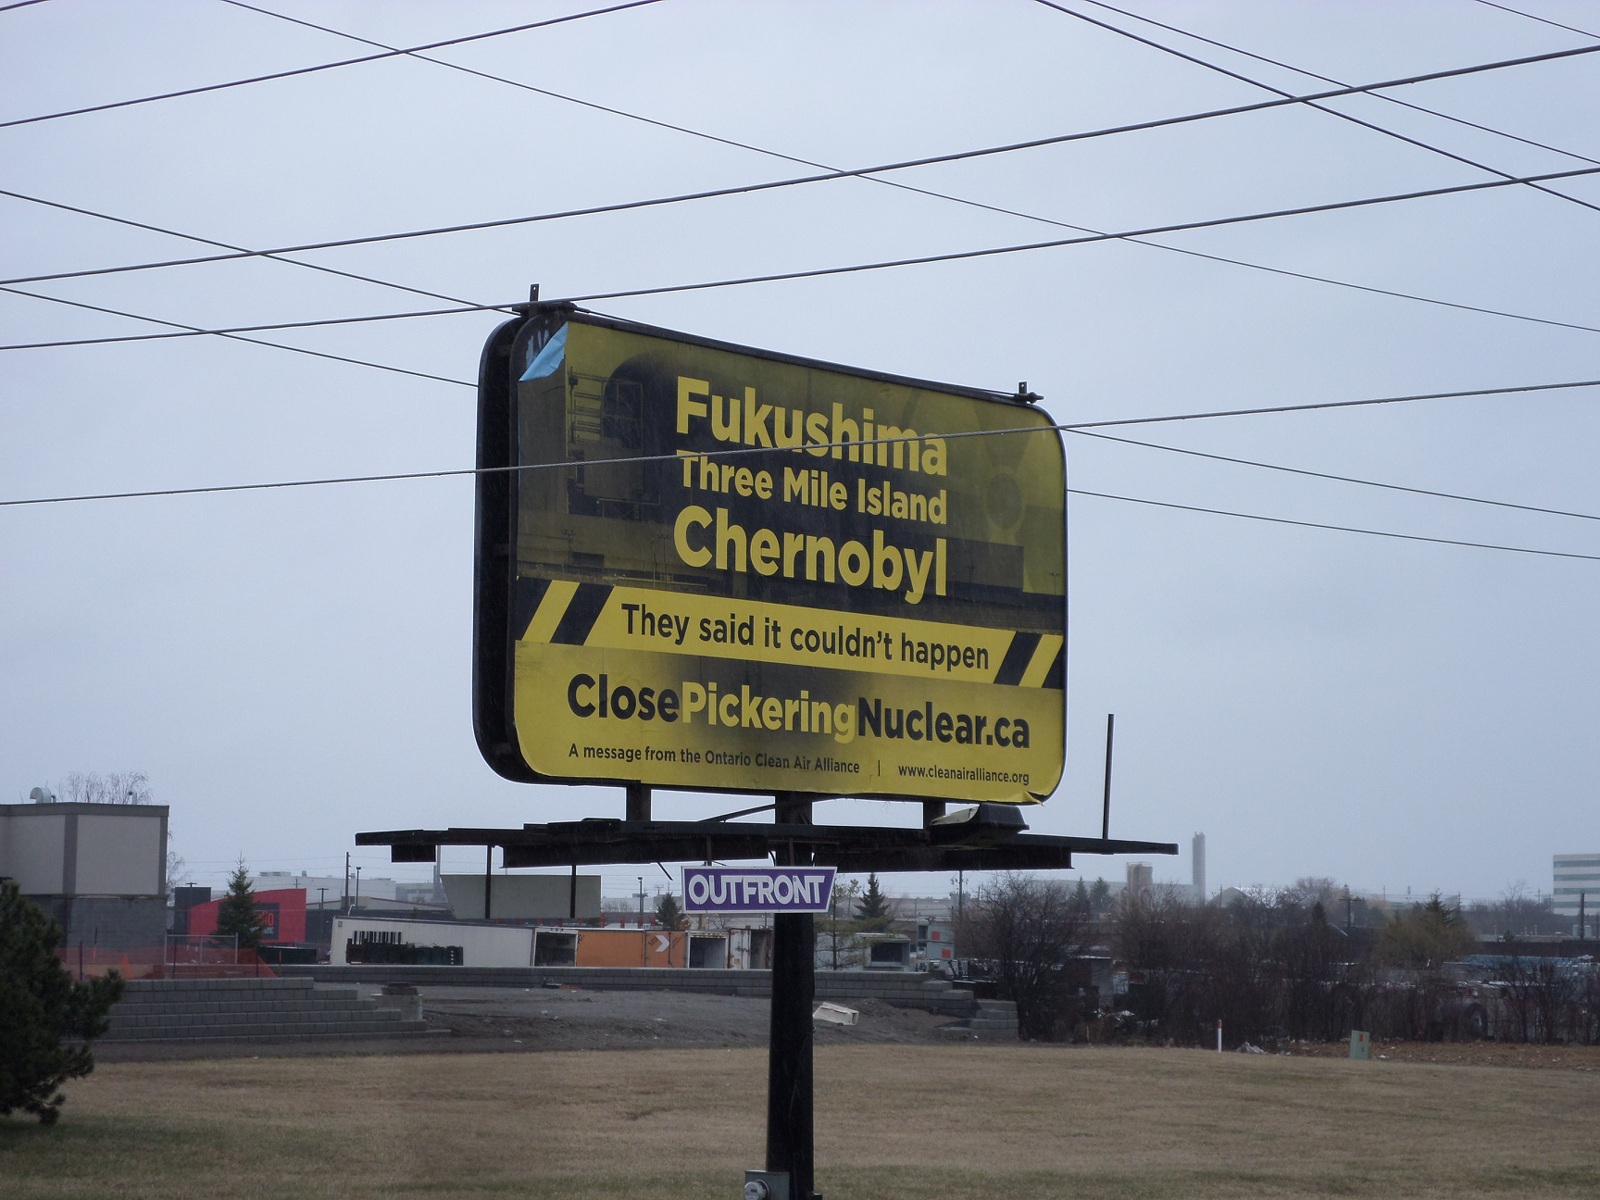 Fukushima
Three Mile Island
Chernobyl
They said it couldn't happen
ClosePickeringNuclear.ca
A message from the Ontario Clean Air Alliance | www.cleanairalliance.org
OUTFRONT